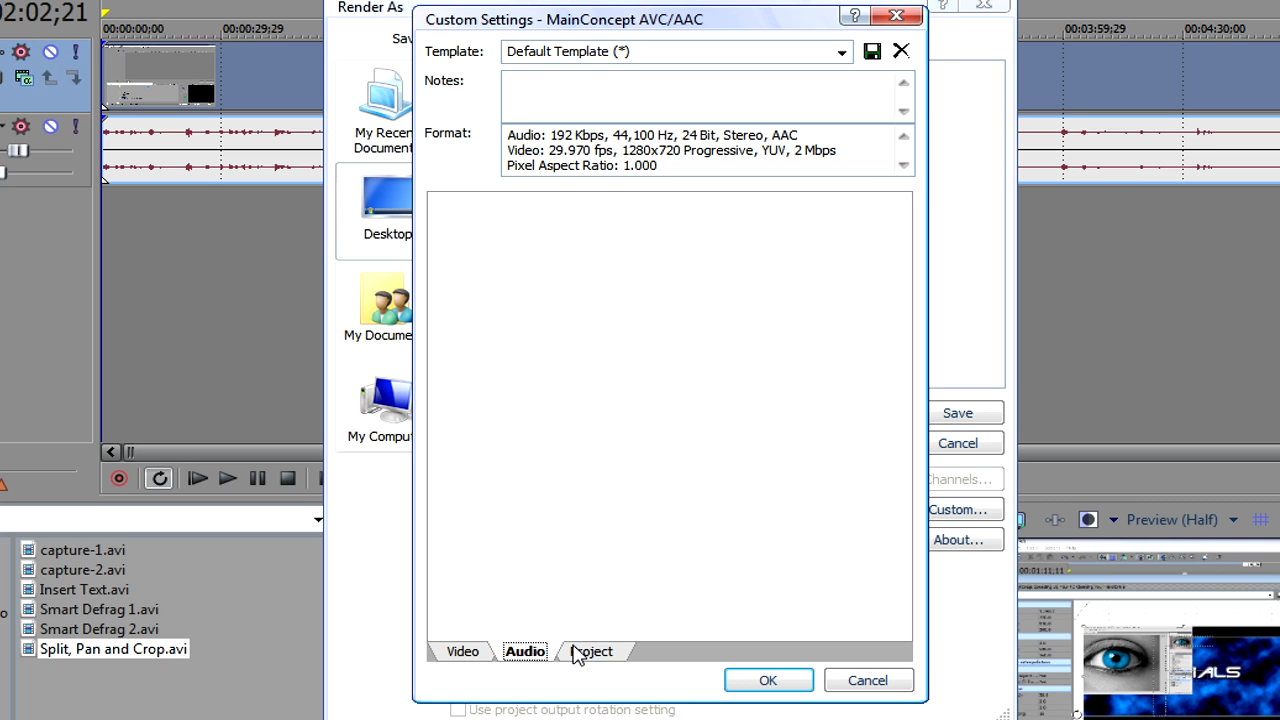 02:02;21
00:00:00;00
00:00:29;29
00:03:59;29
00:04:30;00
Render As
Custom Settings - MainConcept AVC/AAC
Template:
Default Template (*)
Notes:
Format:
Audio: 192 Kbps, 44,100 Hz, 24 Bit, Stereo, AAC
Video: 29.970 fps, 1280x720 Progressive, YUV, 2 Mbps
Pixel Aspect Ratio: 1.000
Sav
My Recen
Document
Desktop
My Docume
My Comput
Save
Cancel
Channels...
Custom...
About...
Video
Audio
Project
OK
Cancel
Use project output rotation setting
capture-1.avi
capture-2.avi
Insert Text.avi
Smart Defrag 1.avi
Smart Defrag 2.avi
Split, Pan and Crop.avi
Preview (Half)
00:01:11;11
IALS